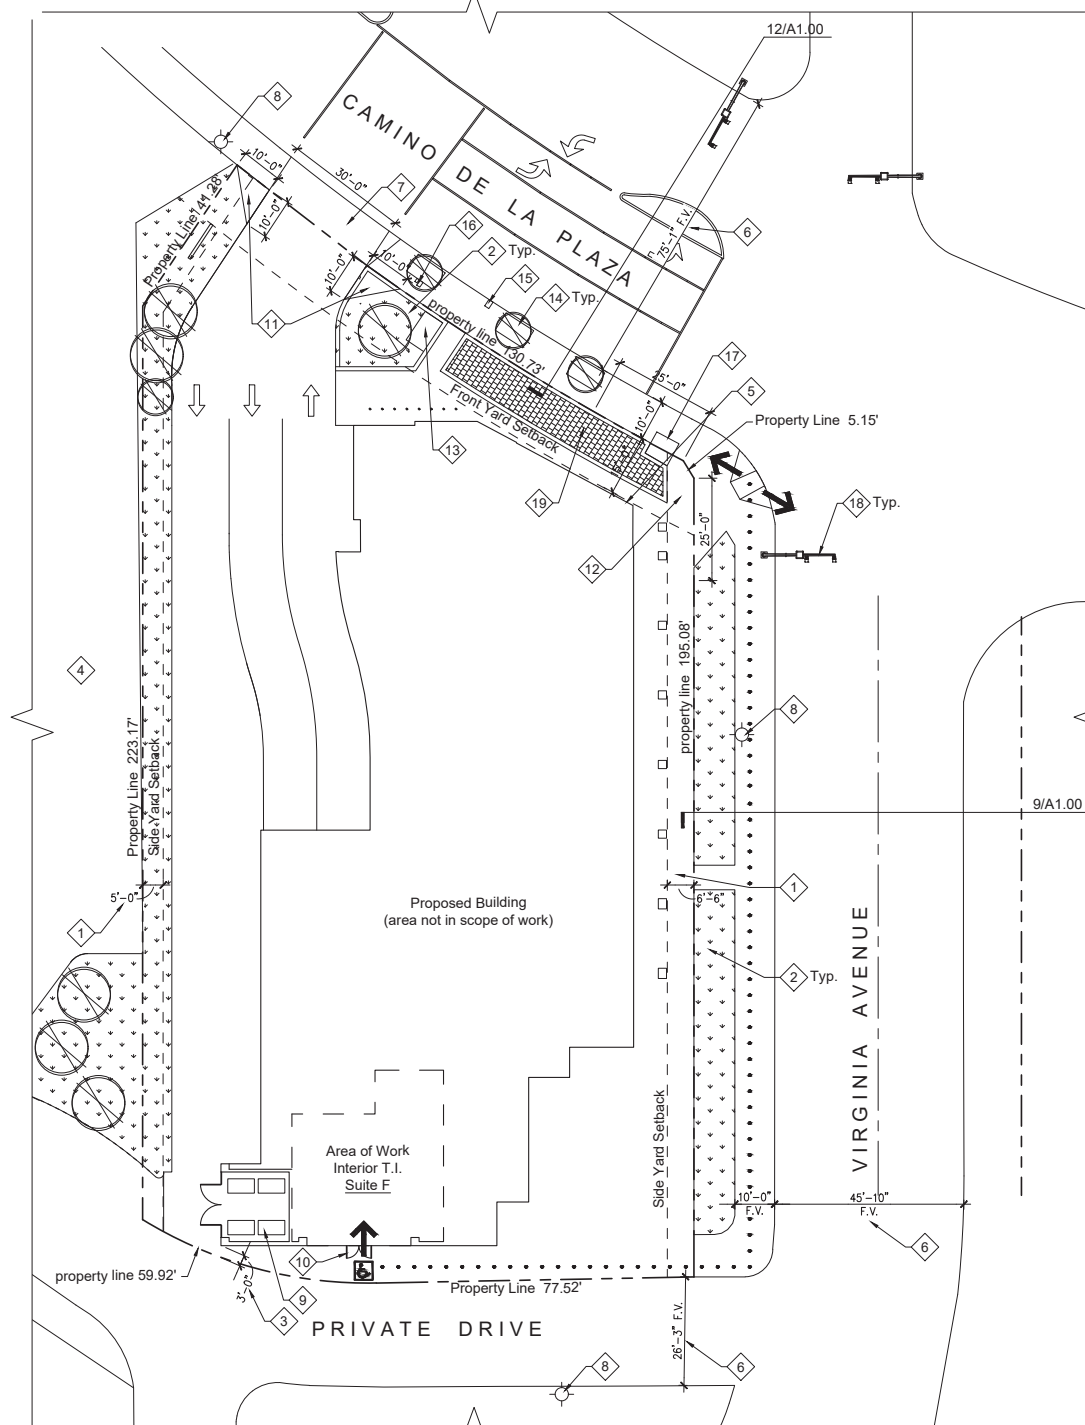 12/A1.00
8
CAMINO DE LA PLAZA
10'-0"
30'-0"
7
Property Line 141.28'
10'-0"
16
2 Typ.
6
75'-1" F.V.
10'-0"
10'-0"
15
14 Typ.
11
property line 130.73'
17
25'-0"
5
Front Yard Setback
10'-0"
Property Line 5.15'
13
19
18 Typ.
25'-0"
12
4
property line 195.08'
8
Property Line 223.17'
Side Yard Setback
9/A1.00
5'-0"
1
Proposed Building
(area not in scope of work)
1
6'-6"
2 Typ.
VIRGINIA AVENUE
Area of Work
Interior T.I.
Suite F
Side Yard Setback
10'-0"
F.V.
45'-10"
F.V.
6
10
property line 59.92'
3'-0"
9
3
Property Line 77.52'
PRIVATE DRIVE
26'-3" F.V.
6
8